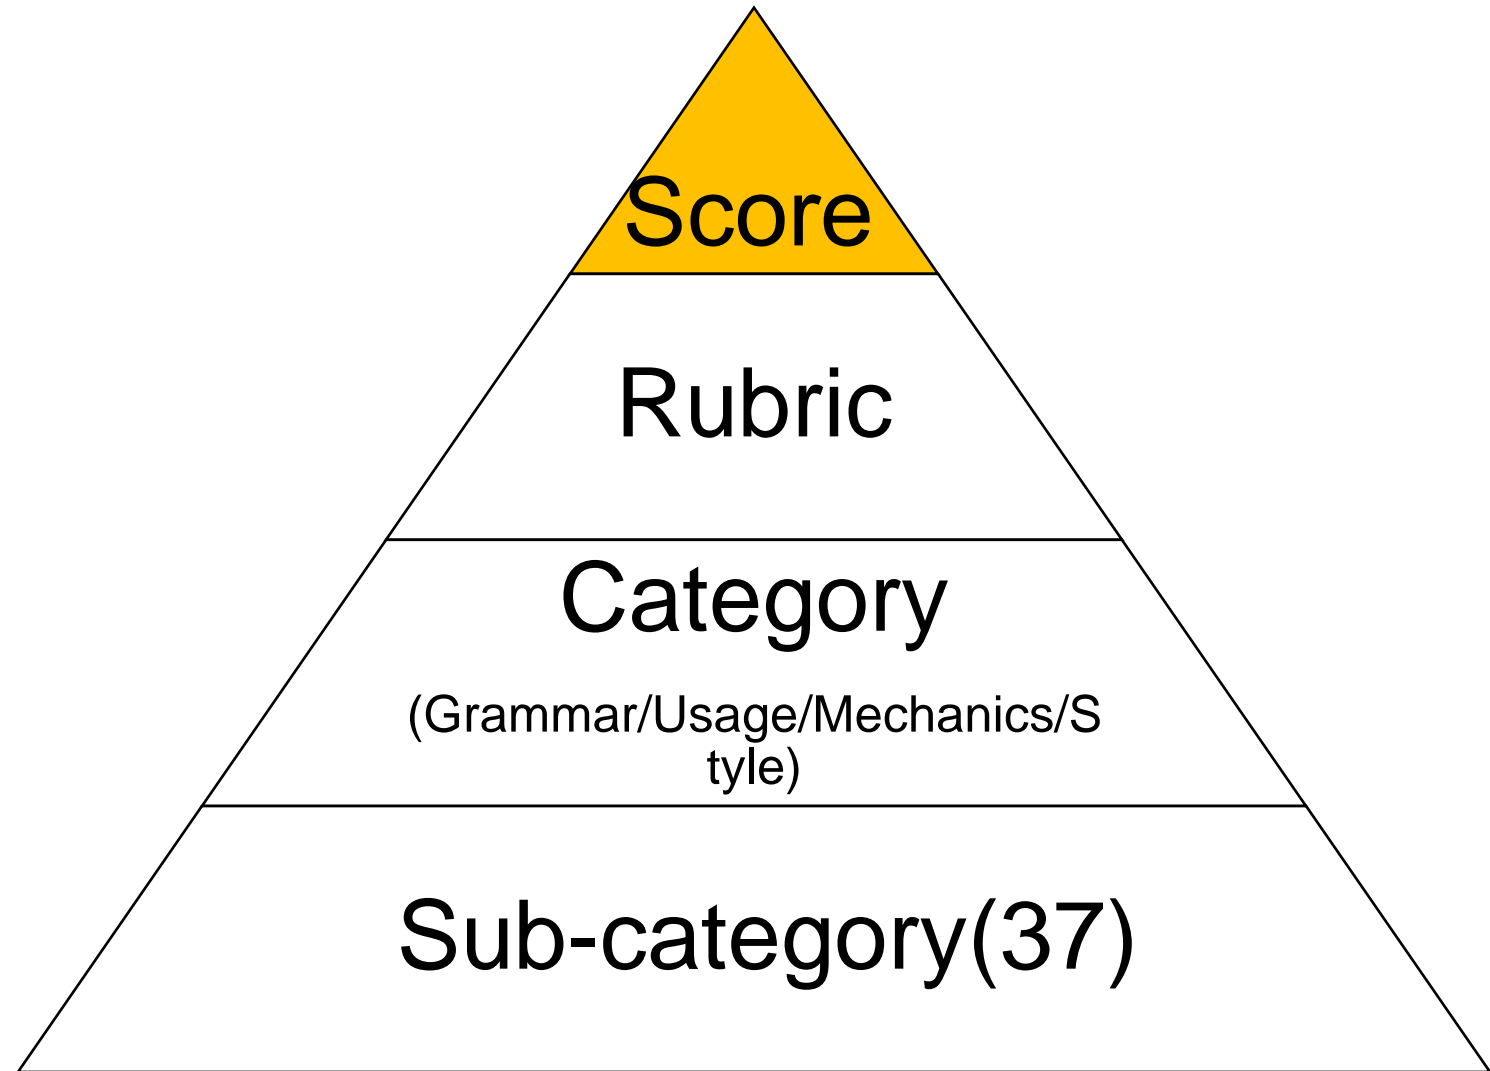 Score
Rubric
Category
(Grammar/Usage/Mechanics/S
tyle)
Sub-category(37)